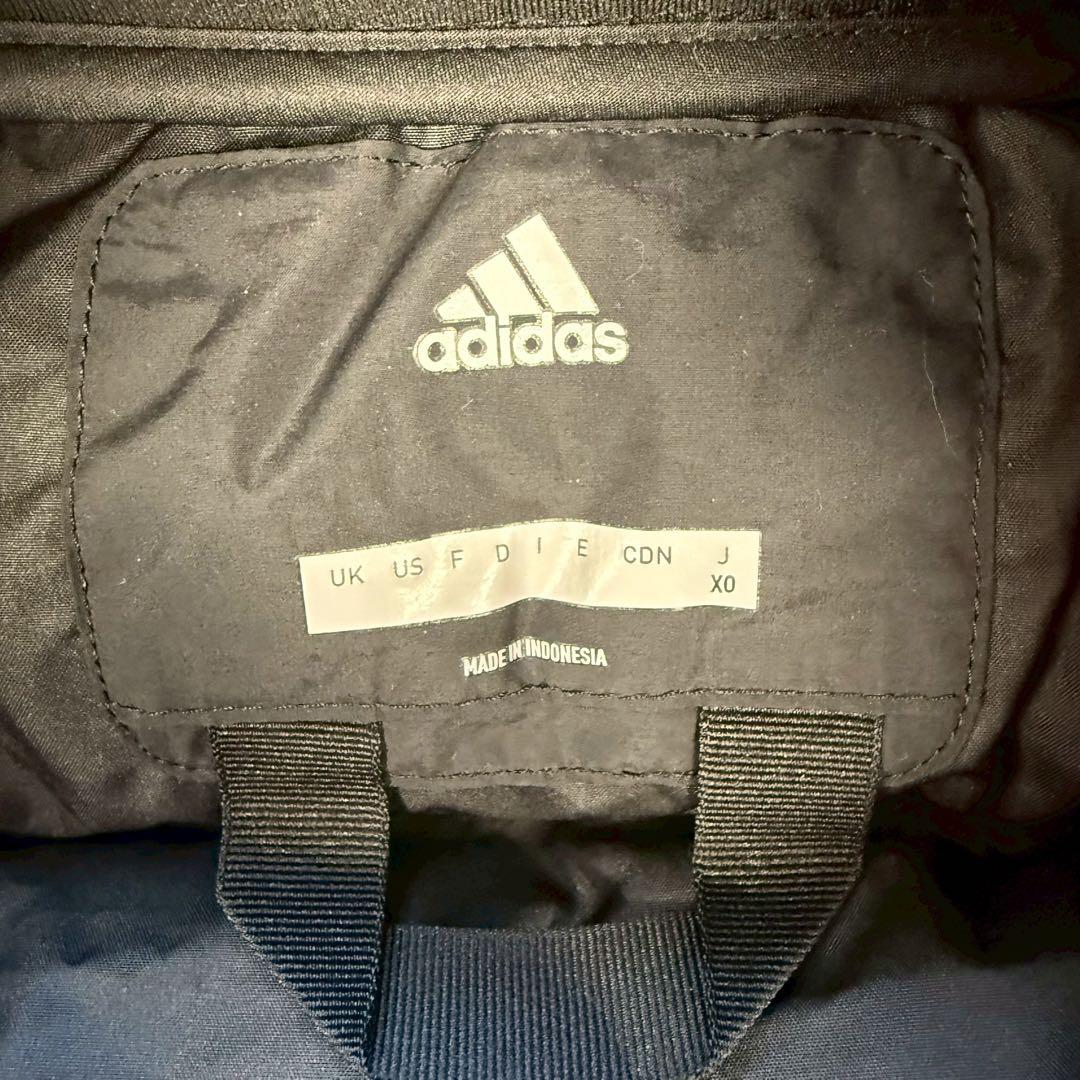 adidas
UK US F D I E CDN J
XO
MADE IN INDONESIA